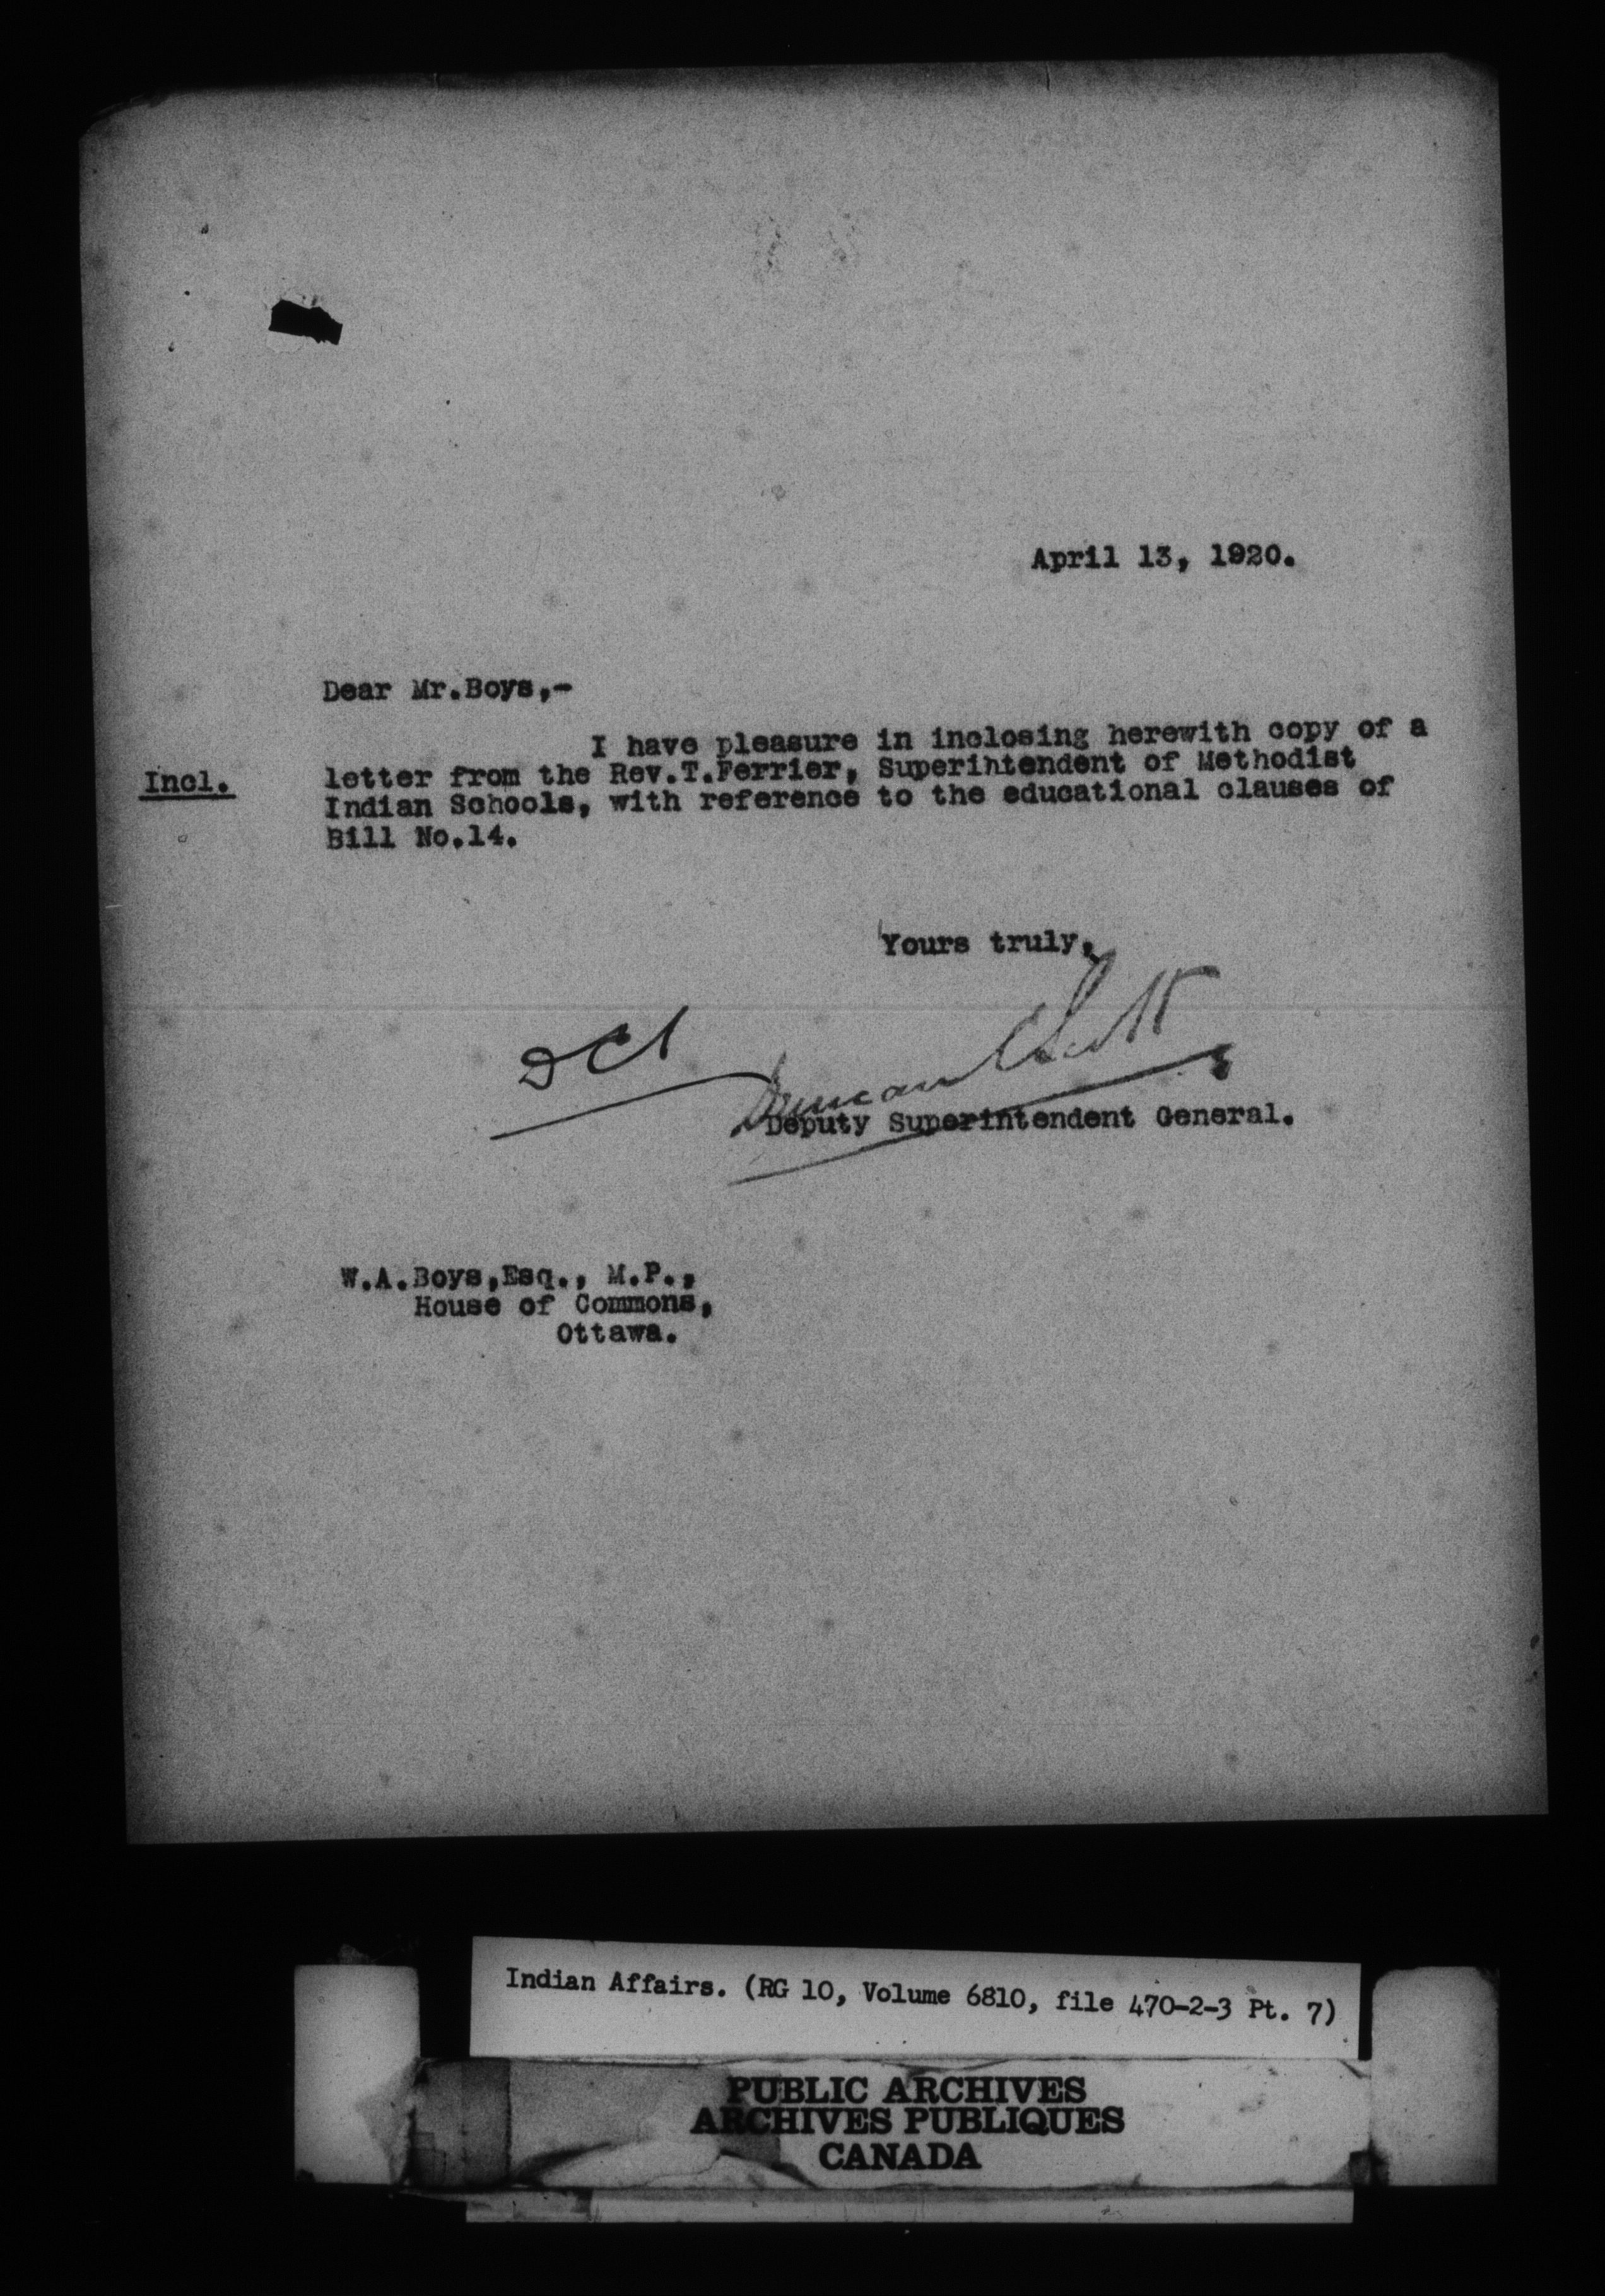 April 13, 1920.
Dear Mr.Boys,-
I have pleasure in inclosing herewith copy of a
Incl.
letter from the Rev.T.Ferrier, Superintendent of Methodist
Indian Schools, with reference to the educational clauses of
Bill No.14.
Yours truly,
DCS
Duncan C Scott
Deputy Superintendent General.
W.A.Boys,Esq., M.P.,
House of Commons,
Ottawa.
Indian Affairs. (RG 10, Volume 6810, file 470-2-3 Pt. 7)
PUBLIC ARCHIVES
ARCHIVES PUBLIQUES
CANADA